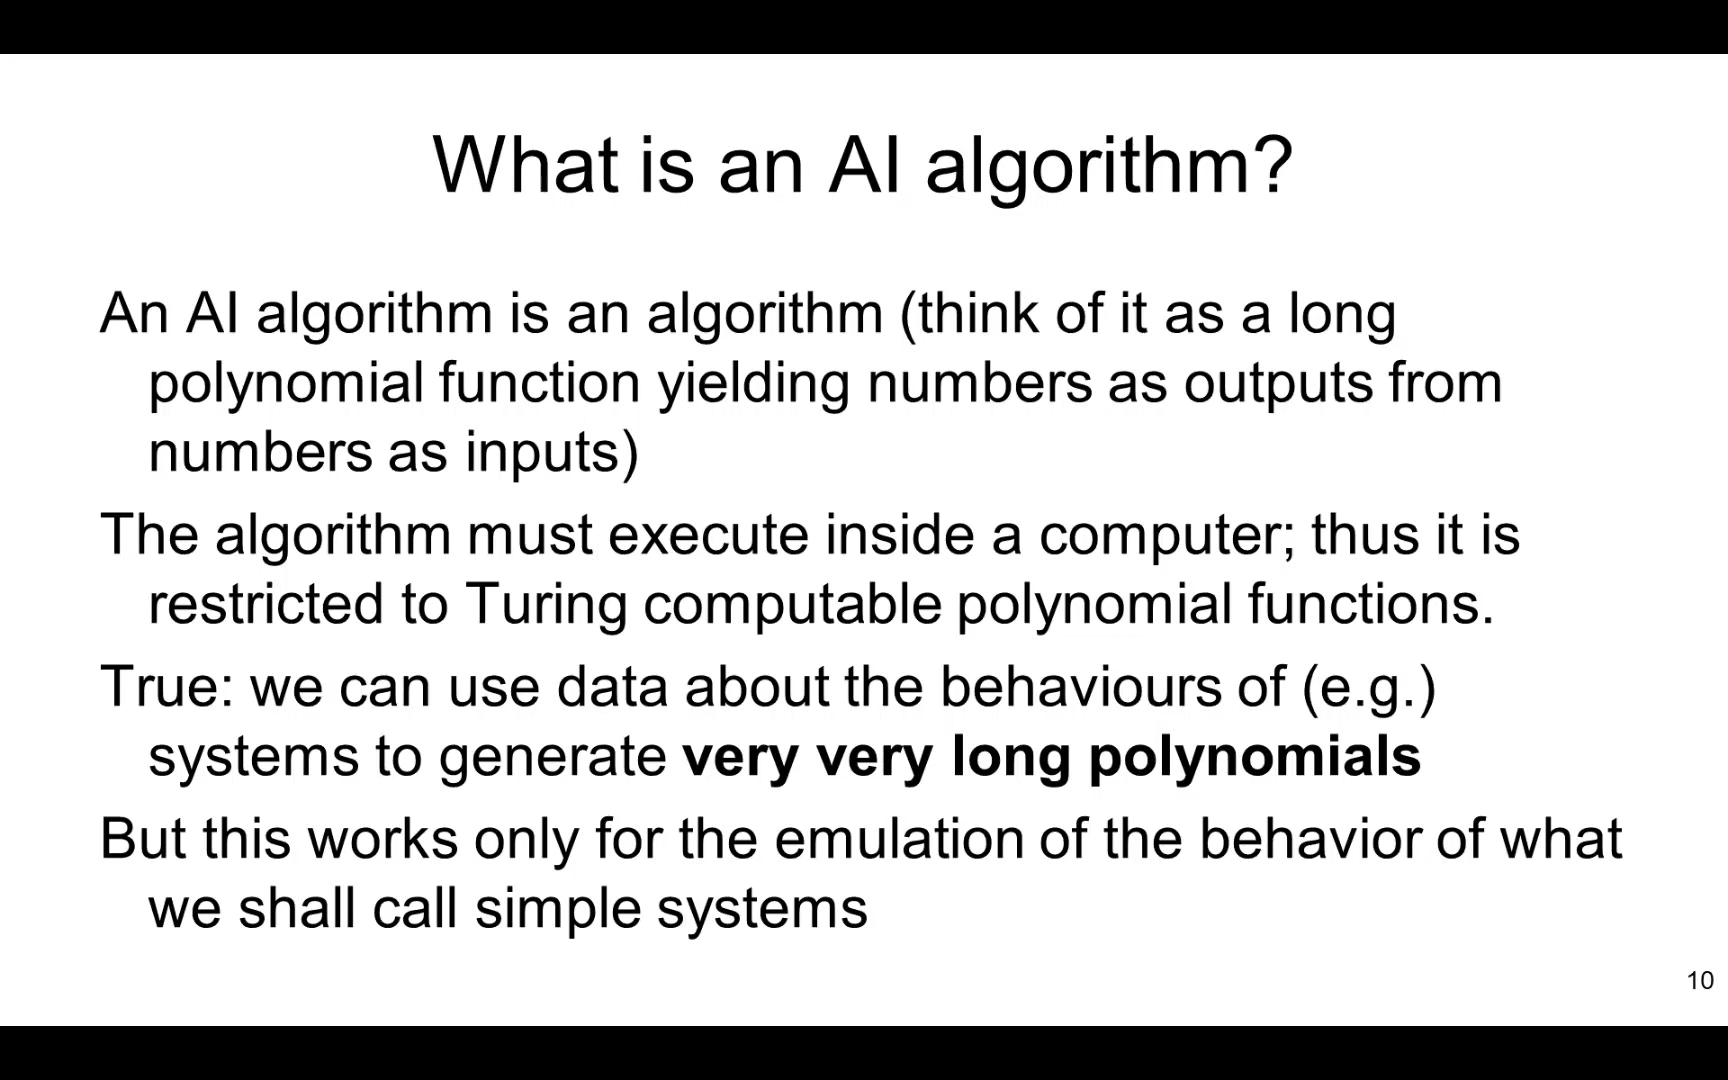 What is an AI algorithm?
An AI algorithm is an algorithm (think of it as a long
polynomial function yielding numbers as outputs from
numbers as inputs)
The algorithm must execute inside a computer; thus it is
restricted to Turing computable polynomial functions.
True: we can use data about the behaviours of (e.g.)
systems to generate very very long polynomials
But this works only for the emulation of the behavior of what
we shall call simple systems
10